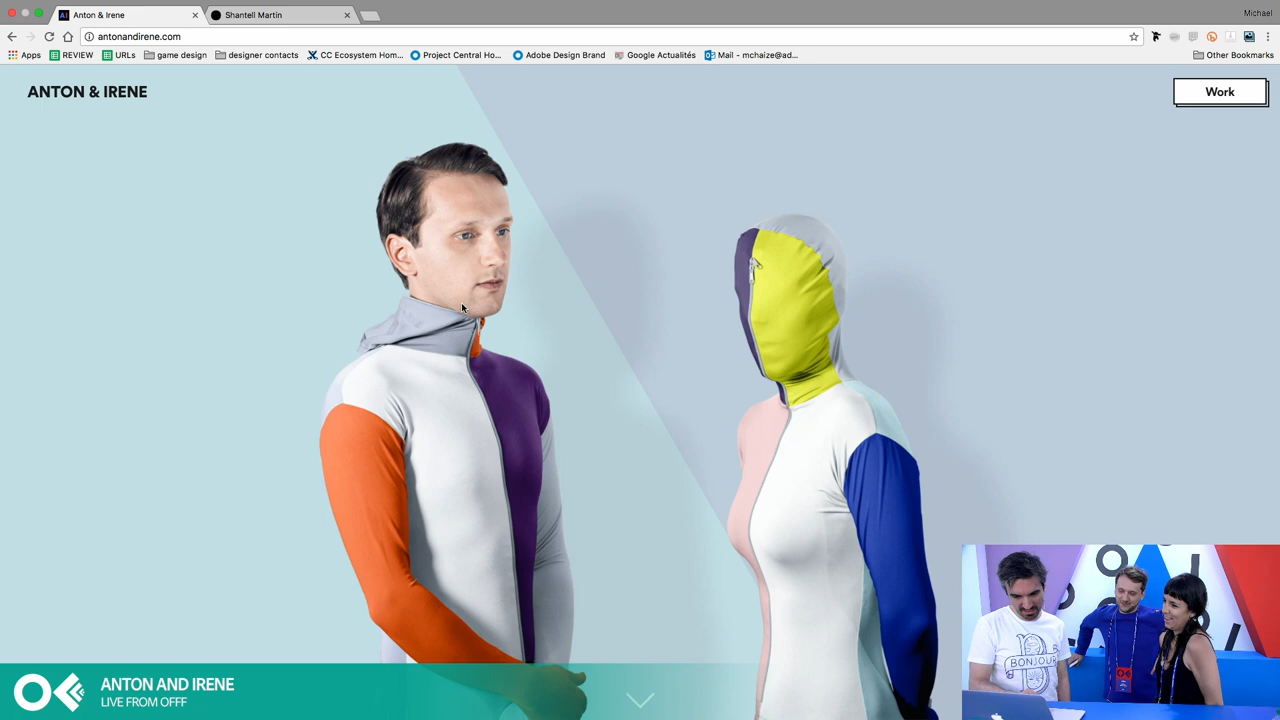 Anton & Irene
Shantell Martin
Michael
antonandirene.com
Apps
REVIEW
URLs
game design
designer contacts
CC Ecosystem Hom...
Project Central Ho...
Adobe Design Brand
Google Actualités
Mail - mchaize@ad...
Other Bookmarks
ANTON & IRENE
Work
BONJOUR
ANTON AND IRENE
LIVE FROM OFFF